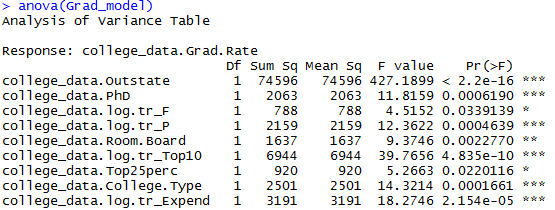 > anova(Grad_model)
Analysis of Variance Table
Response: college_data.Grad.Rate
Df Sum Sq Mean Sq F value Pr(>F)
college_data.Outstate 1 74596 74596 427.1899 < 2.2e-16 ***
college_data.PhD 1 2063 2063 11.8159 0.0006190 ***
college_data.log.tr_F 1 788 788 4.5152 0.0339139 *
college_data.log.tr_P 1 2159 2159 12.3622 0.0004639 ***
college_data.Room.Board 1 1637 1637 9.3746 0.0022770 **
college_data.log.tr_Top10 1 6944 6944 39.7656 4.835e-10 ***
college_data.Top25perc 1 920 920 5.2663 0.0220116 *
college_data.College.Type 1 2501 2501 14.3214 0.0001661 ***
college_data.log.tr_Expend 1 3191 3191 18.2746 2.154e-05 ***